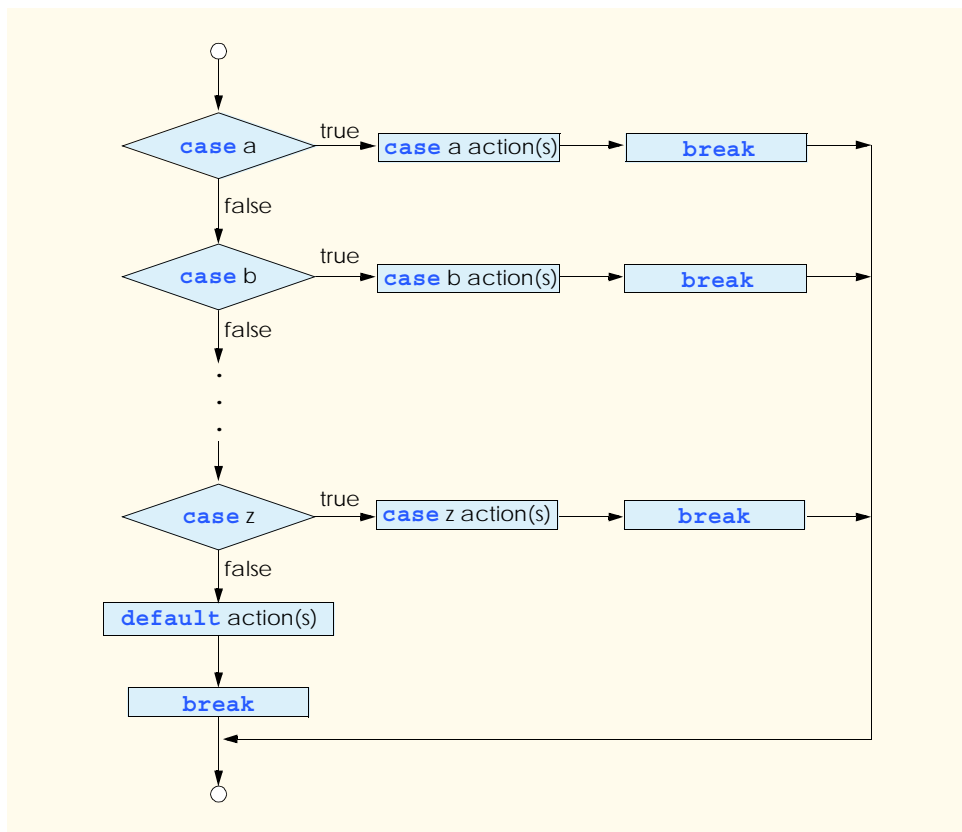 true
case a
case a action(s)
break
false
true
case b
case b action(s)
break
false
.
.
.
true
case z
case z action(s)
break
false
default action(s)
break